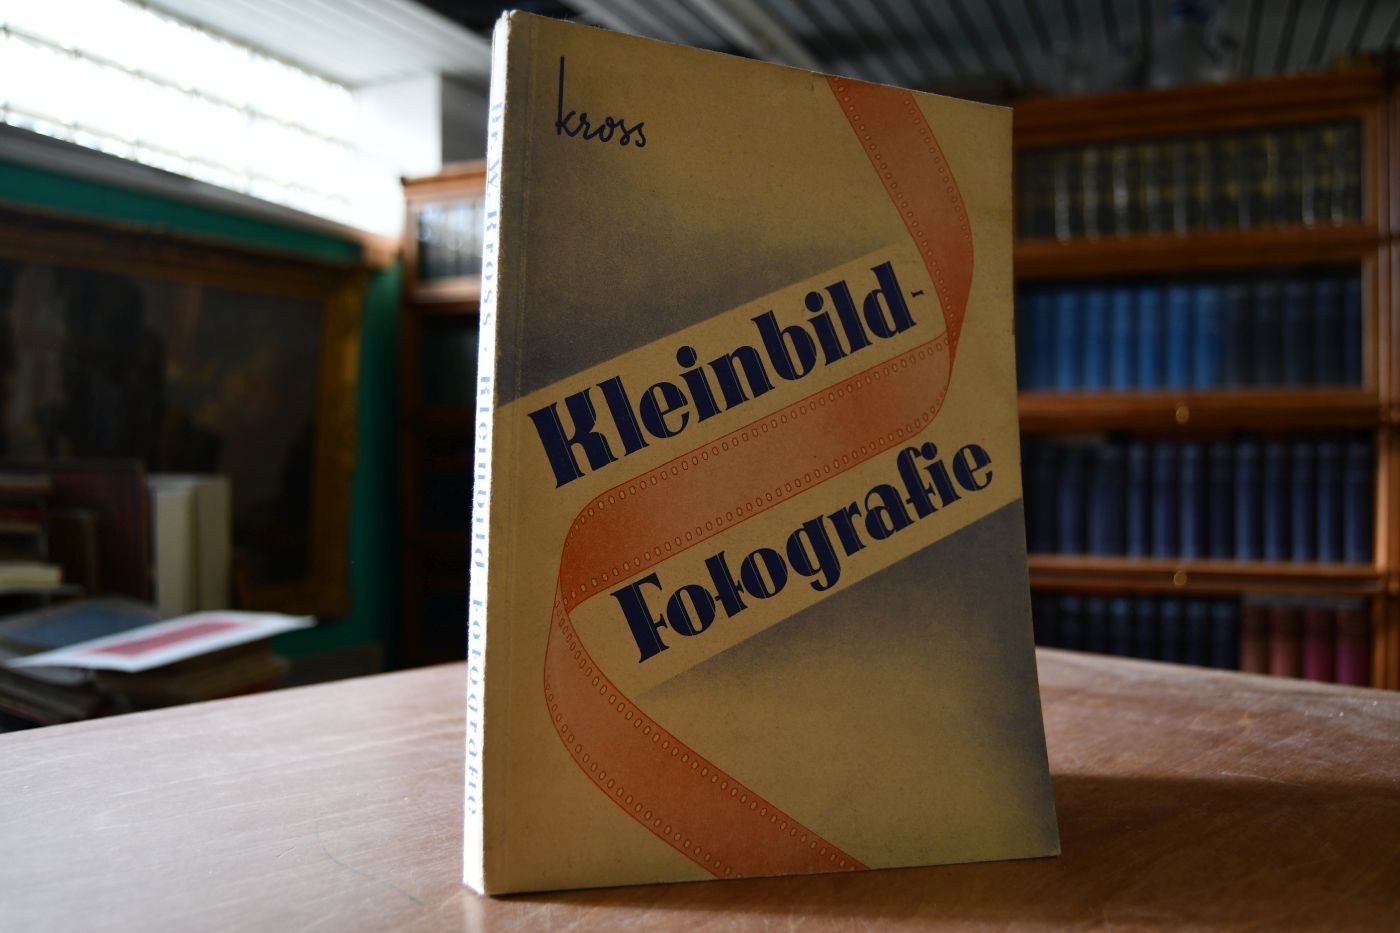 kross
Kleinbild-
Fotografie
Dr. W. Kross · Kleinbild-Fotografie